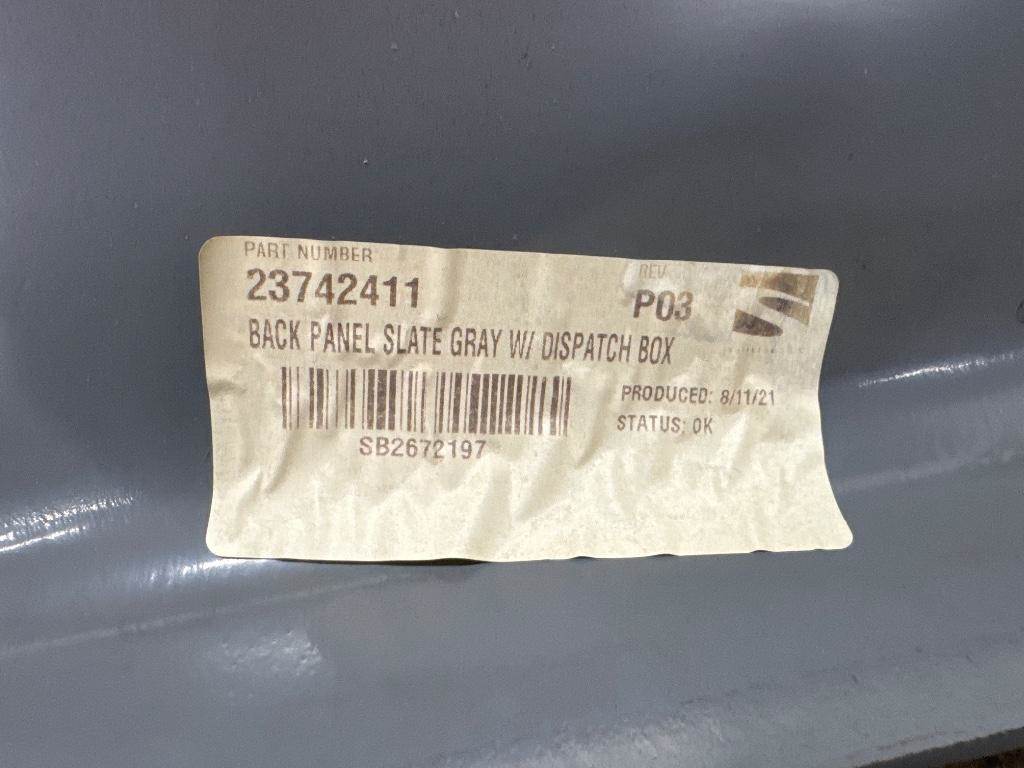 PART NUMBER
23742411
REV
P03
BACK PANEL SLATE GRAY W/ DISPATCH BOX
PRODUCED: 8/11/21
STATUS: OK
SB2672197